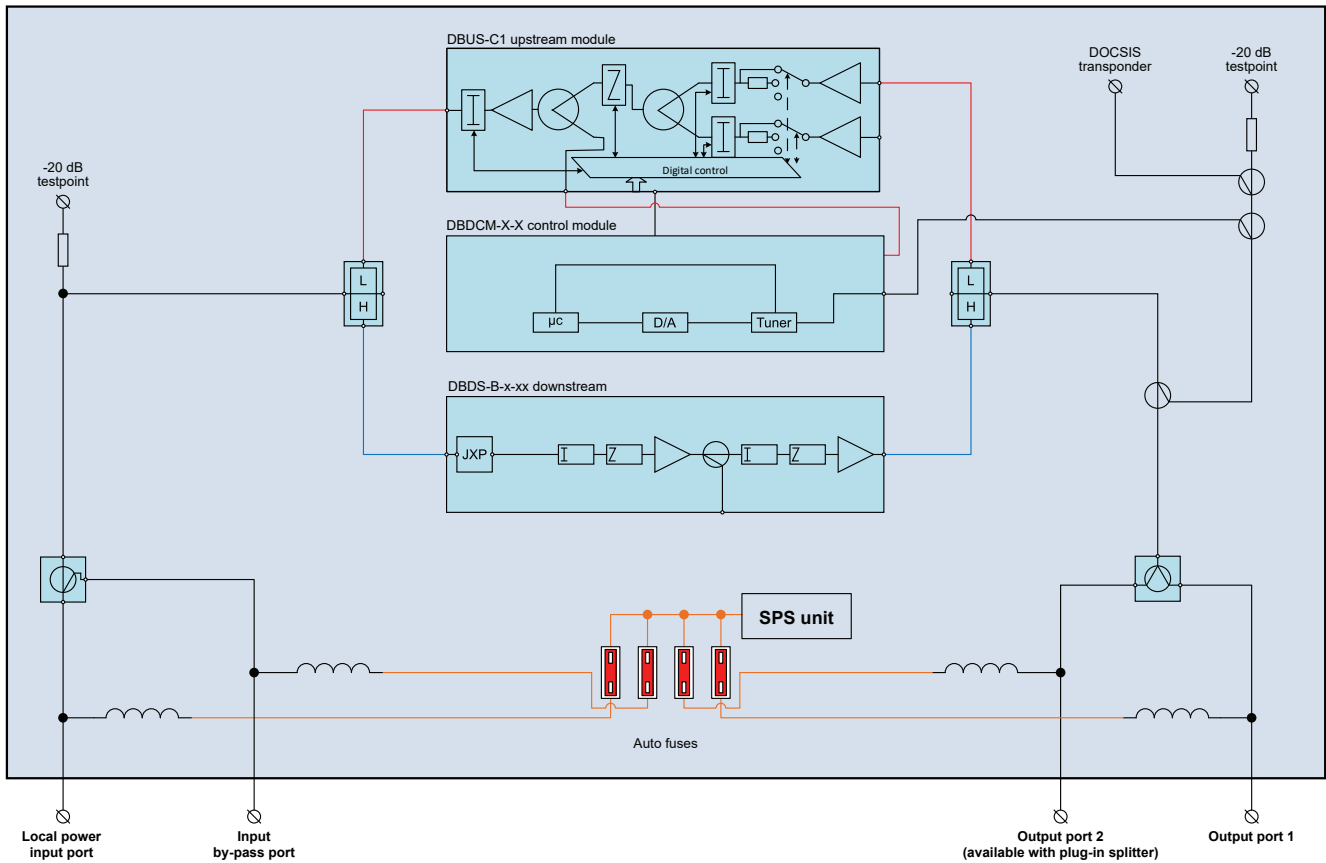 DBUS-C1 upstream module
DOCSIS
transponder
-20 dB
testpoint
I
Z
I
I
Digital control
-20 dB
testpoint
DBDCM-X-X control module
L
H
L
H
µc
D/A
Tuner
DBDS-B-x-xx downstream
JXP
I
Z
I
Z
SPS unit
Auto fuses
Local power
input port
Input
by-pass port
Output port 2
(available with plug-in splitter)
Output port 1